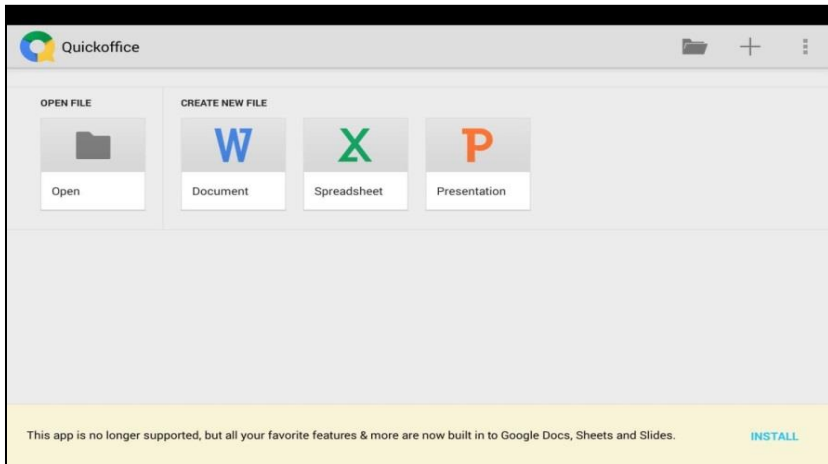 Quickoffice
OPEN FILE
CREATE NEW FILE
W
X
P
Open
Document
Spreadsheet
Presentation
This app is no longer supported, but all your favorite features & more are now built in to Google Docs, Sheets and Slides.
INSTALL